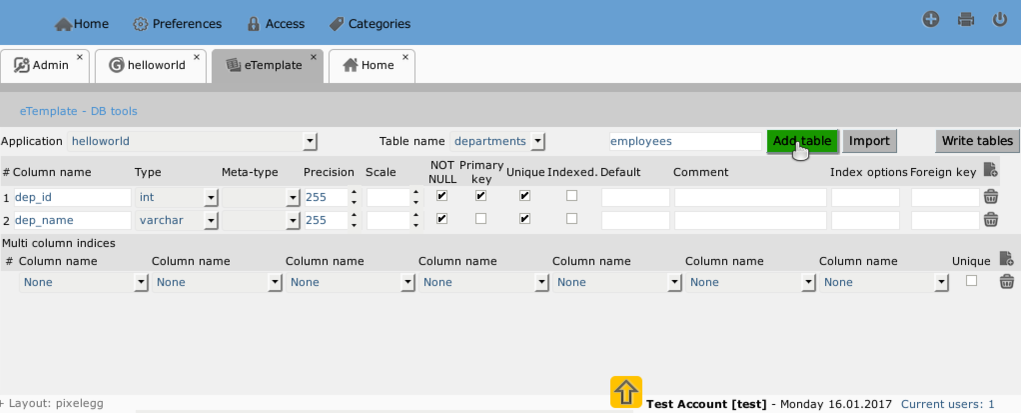 Home Preferences Access Categories
Admin × helloworld × eTemplate × Home ×
eTemplate - DB tools
Application helloworld Table name departments employees Add table Import Write tables
# Column name Type Meta-type Precision Scale NOT NULL Primary key Unique Indexed. Default Comment Index options Foreign key
1 dep_id int 255
2 dep_name varchar 255
Multi column indices
# Column name Column name Column name Column name Column name Column name Column name Unique
None None None None None None None
+ Layout: pixelegg Test Account [test] - Monday 16.01.2017 Current users: 1